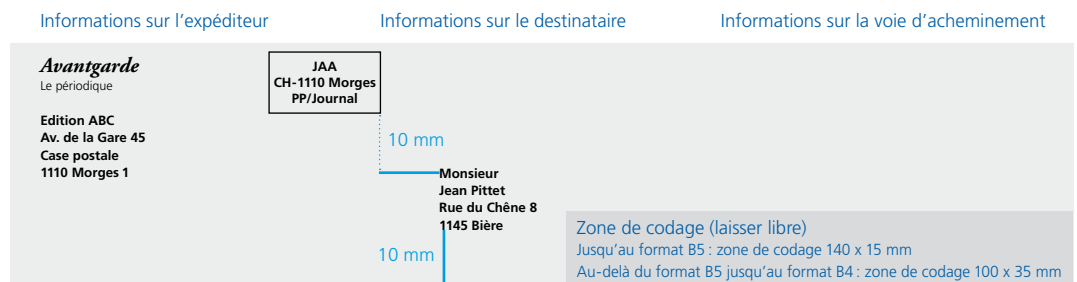 Informations sur l'expéditeur
Informations sur le destinataire
Informations sur la voie d'acheminement
Avantgarde
Le périodique
Edition ABC
Av. de la Gare 45
Case postale
1110 Morges 1
JAA
CH-1110 Morges
PP/Journal
10 mm
Monsieur
Jean Pittet
Rue du Chêne 8
1145 Bière
10 mm
Zone de codage (laisser libre)
Jusqu'au format B5 : zone de codage 140 x 15 mm
Au-delà du format B5 jusqu'au format B4 : zone de codage 100 x 35 mm